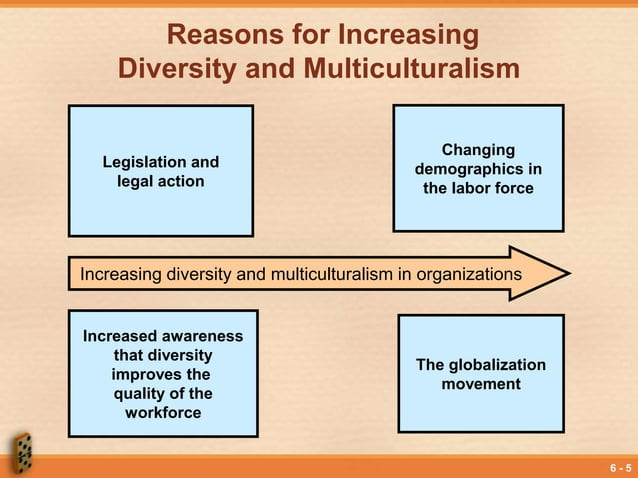 Reasons for Increasing
Diversity and Multiculturalism
Legislation and
legal action
Changing
demographics in
the labor force
Increasing diversity and multiculturalism in organizations
Increased awareness
that diversity
improves the
quality of the
workforce
The globalization
movement
6 - 5